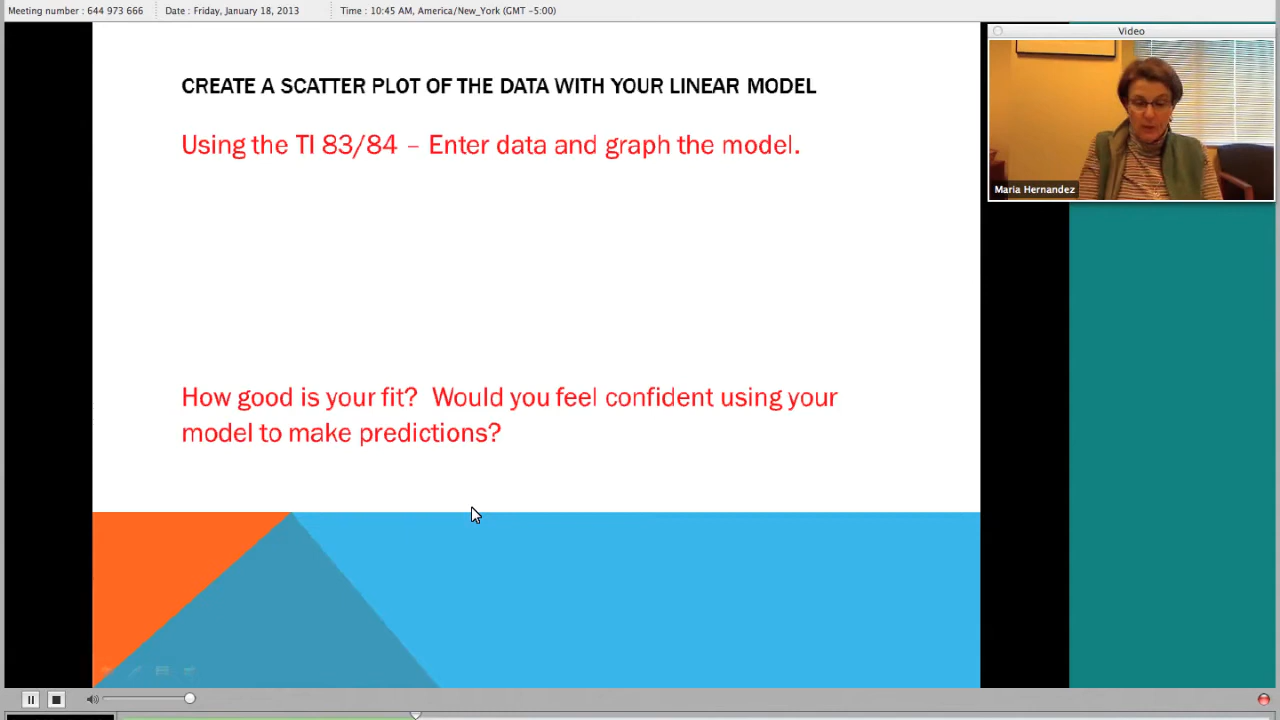 Meeting number : 644 973 666 Date : Friday, January 18, 2013 Time : 10:45 AM, America/New_York (GMT -5:00)
Video
CREATE A SCATTER PLOT OF THE DATA WITH YOUR LINEAR MODEL
Using the TI 83/84 – Enter data and graph the model.
Maria Hernandez
How good is your fit? Would you feel confident using your
model to make predictions?